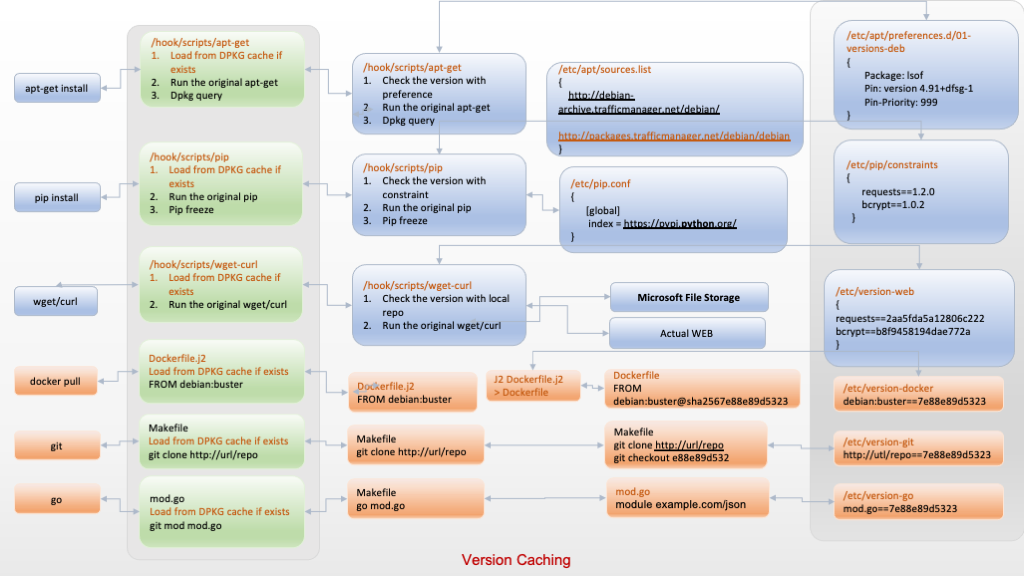 apt-get install
/hook/scripts/apt-get
1. Load from DPKG cache if
exists
2. Run the original apt-get
3. Dpkg query
/hook/scripts/apt-get
1. Check the version with
preference
2. Run the original apt-get
3. Dpkg query
/etc/apt/sources.list
{
http://debian-
archive.trafficmanager.net/debian/
http://packages.trafficmanager.net/debian/debian
}
/etc/apt/preferences.d/01-
versions-deb
{
Package: lsof
Pin: version 4.91+dfsg-1
Pin-Priority: 999
}
pip install
/hook/scripts/pip
1. Load from DPKG cache if
exists
2. Run the original pip
3. Pip freeze
/hook/scripts/pip
1. Check the version with
constraint
2. Run the original pip
3. Pip freeze
/etc/pip.conf
{
[global]
index = https://pypi.python.org/
}
/etc/pip/constraints
{
requests==1.2.0
bcrypt==1.0.2
}
wget/curl
/hook/scripts/wget-curl
1. Load from DPKG cache if
exists
2. Run the original wget/curl
/hook/scripts/wget-curl
1. Check the version with local
repo
2. Run the original wget/curl
Microsoft File Storage
Actual WEB
/etc/version-web
{
requests==2aa5fda5a12806c222
bcrypt==b8f9458194dae772a
}
docker pull
Dockerfile.j2
Load from DPKG cache if exists
FROM debian:buster
Dockerfile.j2
FROM debian:buster
J2 Dockerfile.j2
> Dockerfile
Dockerfile
FROM
debian:buster@sha2567e88e89d5323
/etc/version-docker
debian:buster==7e88e89d5323
git
Makefile
Load from DPKG cache if exists
git clone http://url/repo
Makefile
git clone http://url/repo
Makefile
git clone http://url/repo
git checkout e88e89d532
/etc/version-git
http://utl/repo==7e88e89d5323
go
mod.go
Load from DPKG cache if exists
git mod mod.go
Makefile
go mod.go
mod.go
module example.com/json
/etc/version-go
mod.go==7e88e89d5323
Version Caching